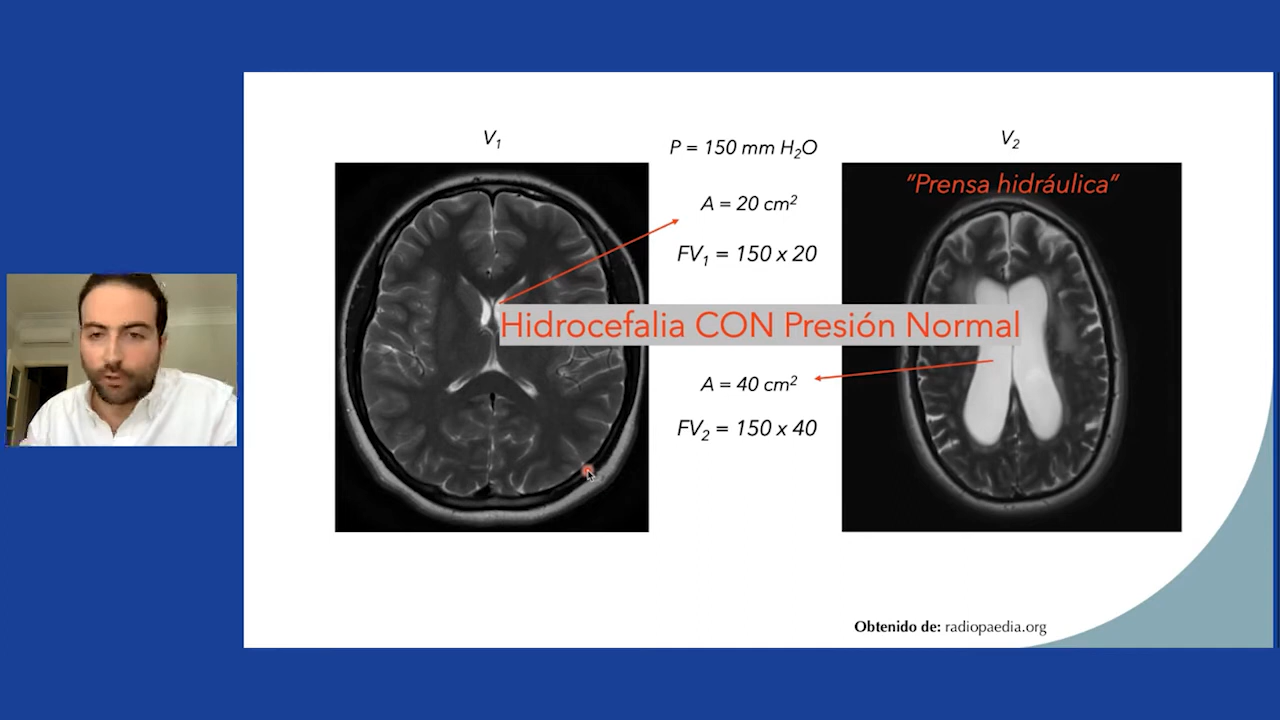 V₁
P = 150 mm H₂O
V₂
"Prensa hidráulica"
A = 20 cm²
FV₁ = 150 x 20
Hidrocefalia CON Presión Normal
A = 40 cm²
FV₂ = 150 x 40
Obtenido de: radiopaedia.org